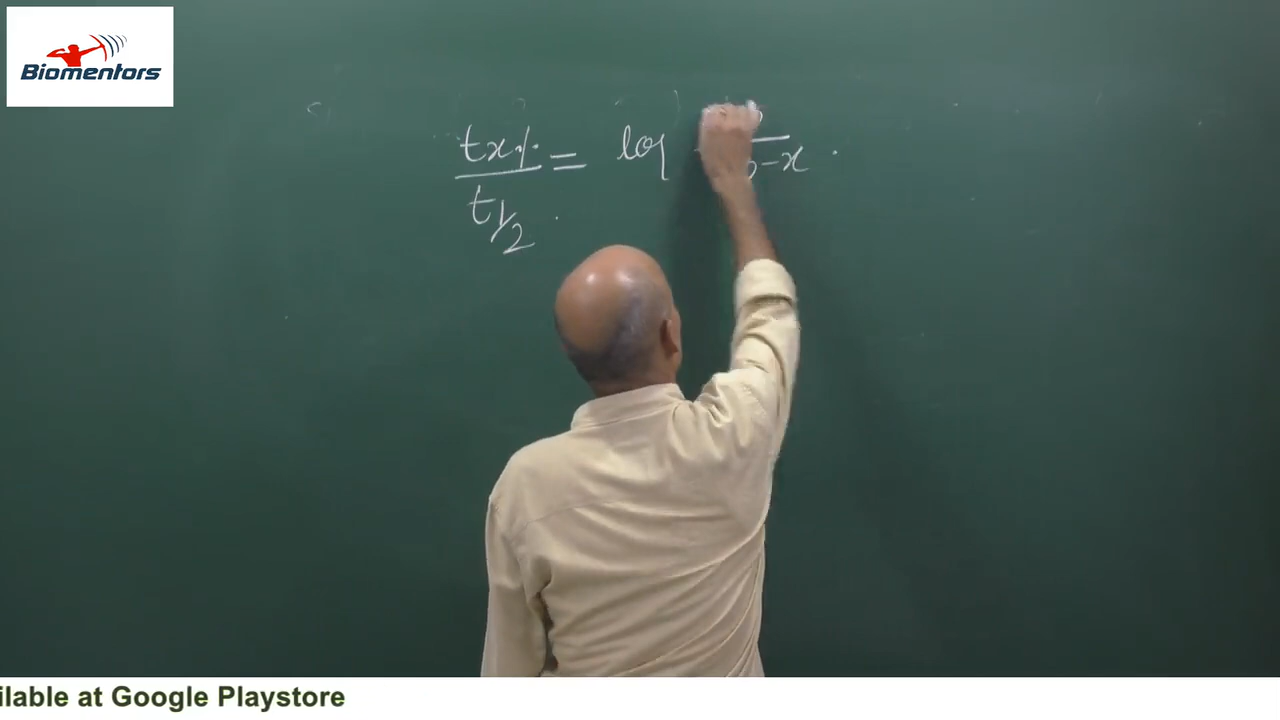 Biomentors
tx%
t1/2
= log
-x
ilable at Google Playstore